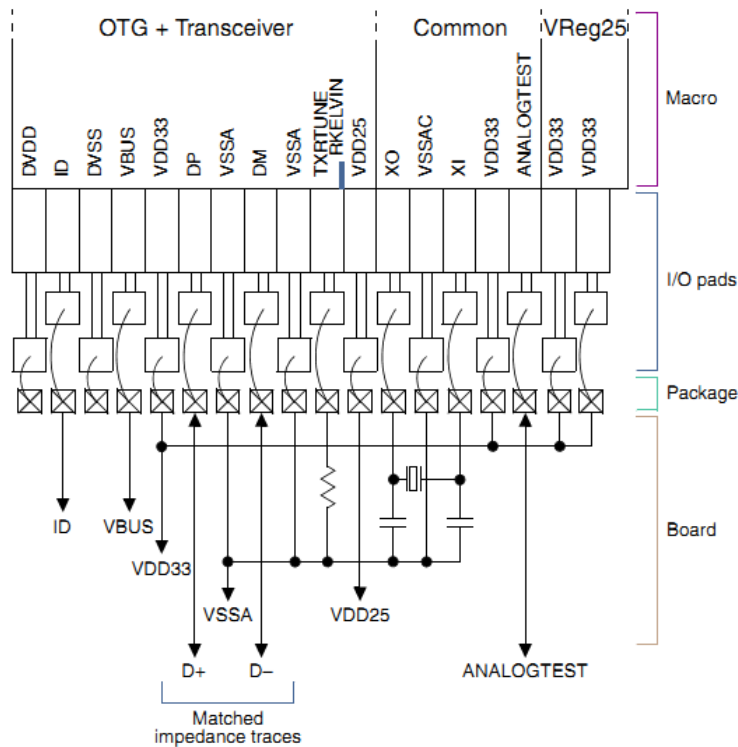 OTG + Transceiver
Common
VReg25
Macro
DVDD
ID
DVSS
VBUS
VDD33
DP
VSSA
DM
VSSA
TXRTUNE
RKELVIN
VDD25
XO
VSSAC
XI
VDD33
ANALOGTEST
VDD33
VDD33
I/O pads
Package
Board
ID
VBUS
VDD33
VSSA
VDD25
D+
D–
ANALOGTEST
Matched
impedance traces